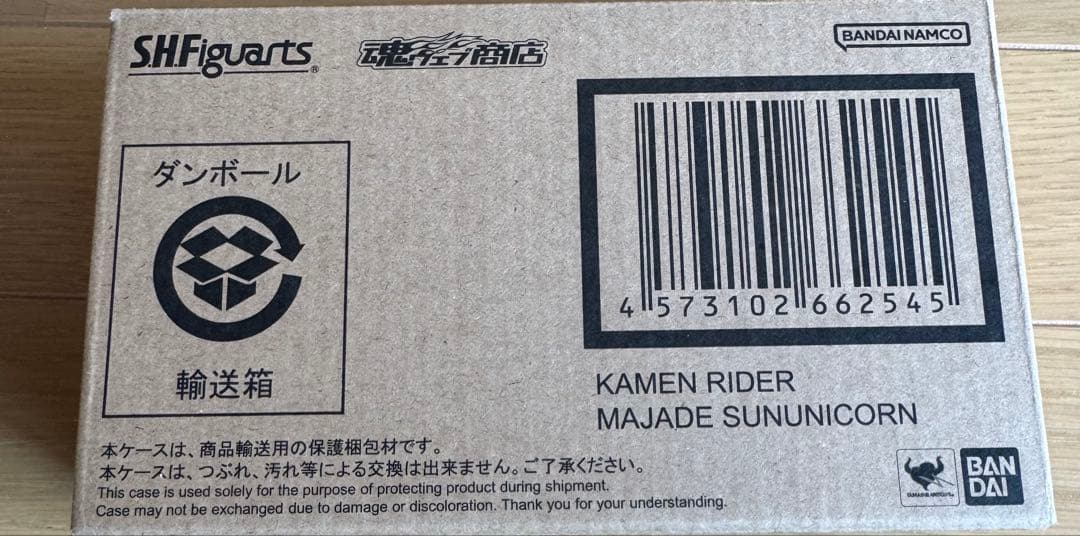 S.H.Figuarts®
魂ウェブ商店
BANDAI NAMCO
ダンボール
輸送箱
4 573102 662545
KAMEN RIDER
MAJADE SUNUNICORN
本ケースは、商品輸送用の保護梱包材です。
本ケースは、つぶれ、汚れ等による交換は出来ません。ご了承ください。
This case is used solely for the purpose of protecting product during shipment.
Case may not be exchanged due to damage or discoloration. Thank you for your understanding.
BAN
DAI